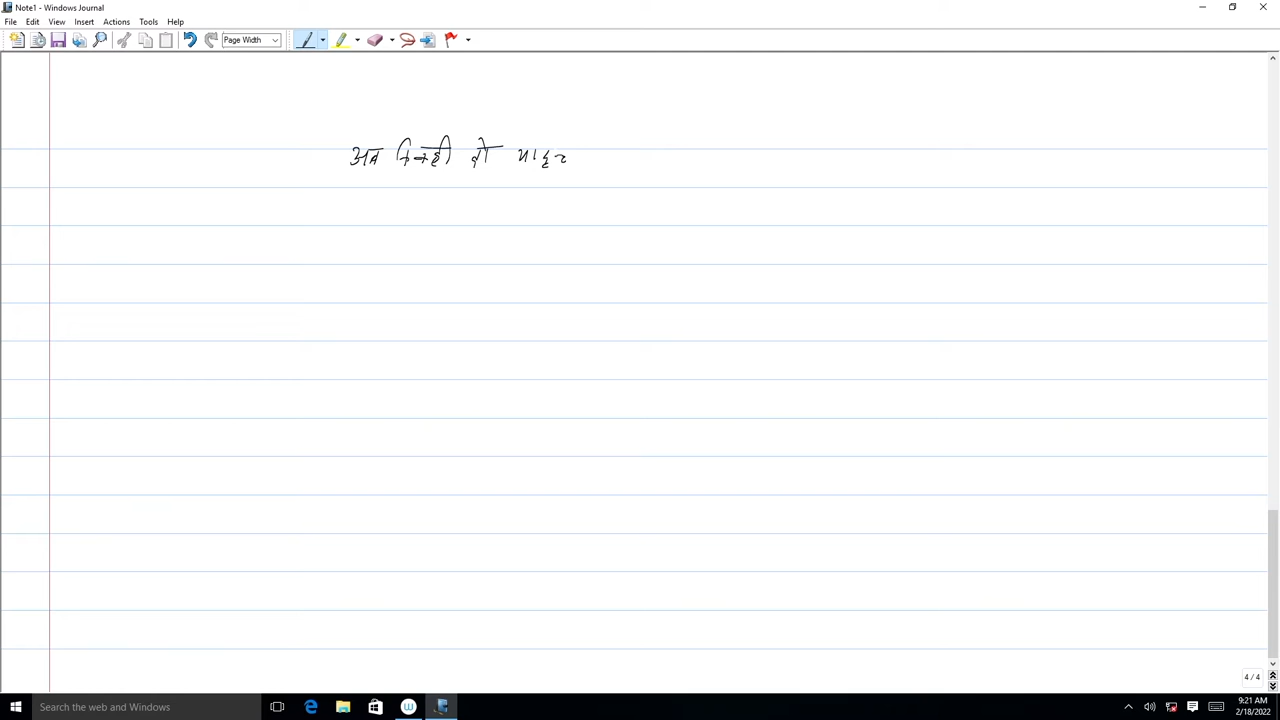 Note1 - Windows Journal
File Edit View Insert Actions Tools Help
Page Width
अब किन्ही दो
4 / 4
Search the web and Windows
9:21 AM
2/18/2022